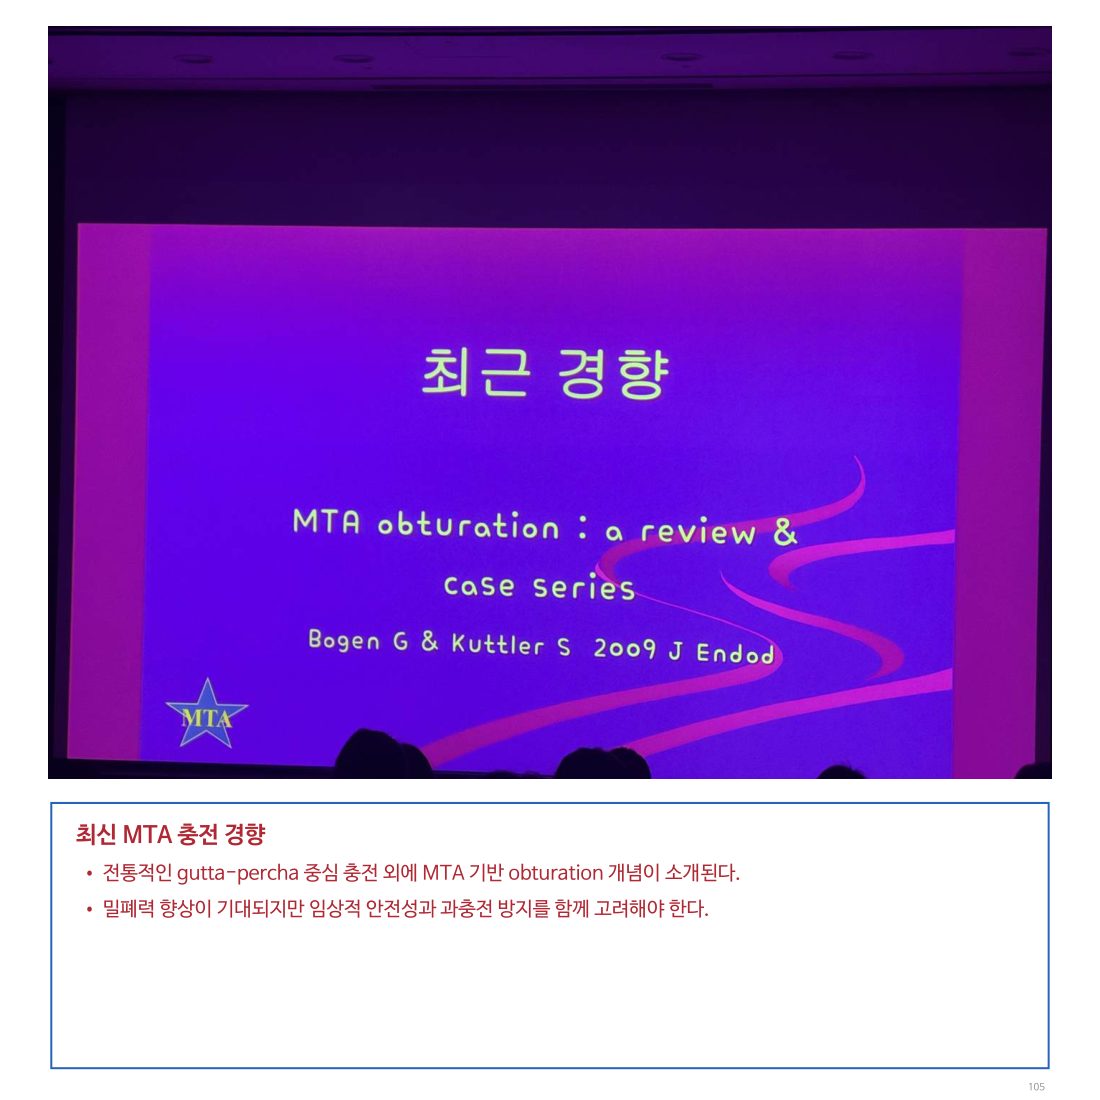 최근 경향
MTA obturation : a review &
case series
Bogen G & Kuttler S 2009 J Endod
MTA
최신 MTA 충전 경향
• 전통적인 gutta-percha 중심 충전 외에 MTA 기반 obturation 개념이 소개된다.
• 밀폐력 향상이 기대되지만 임상적 안전성과 과충전 방지를 함께 고려해야 한다.
105